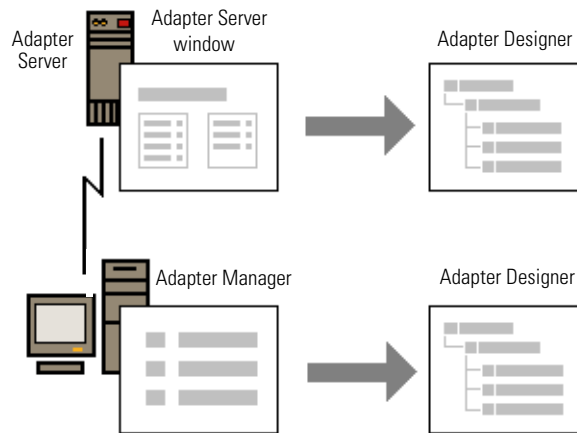 Adapter
Server
Adapter Server
window
Adapter Designer
Adapter Manager
Adapter Designer